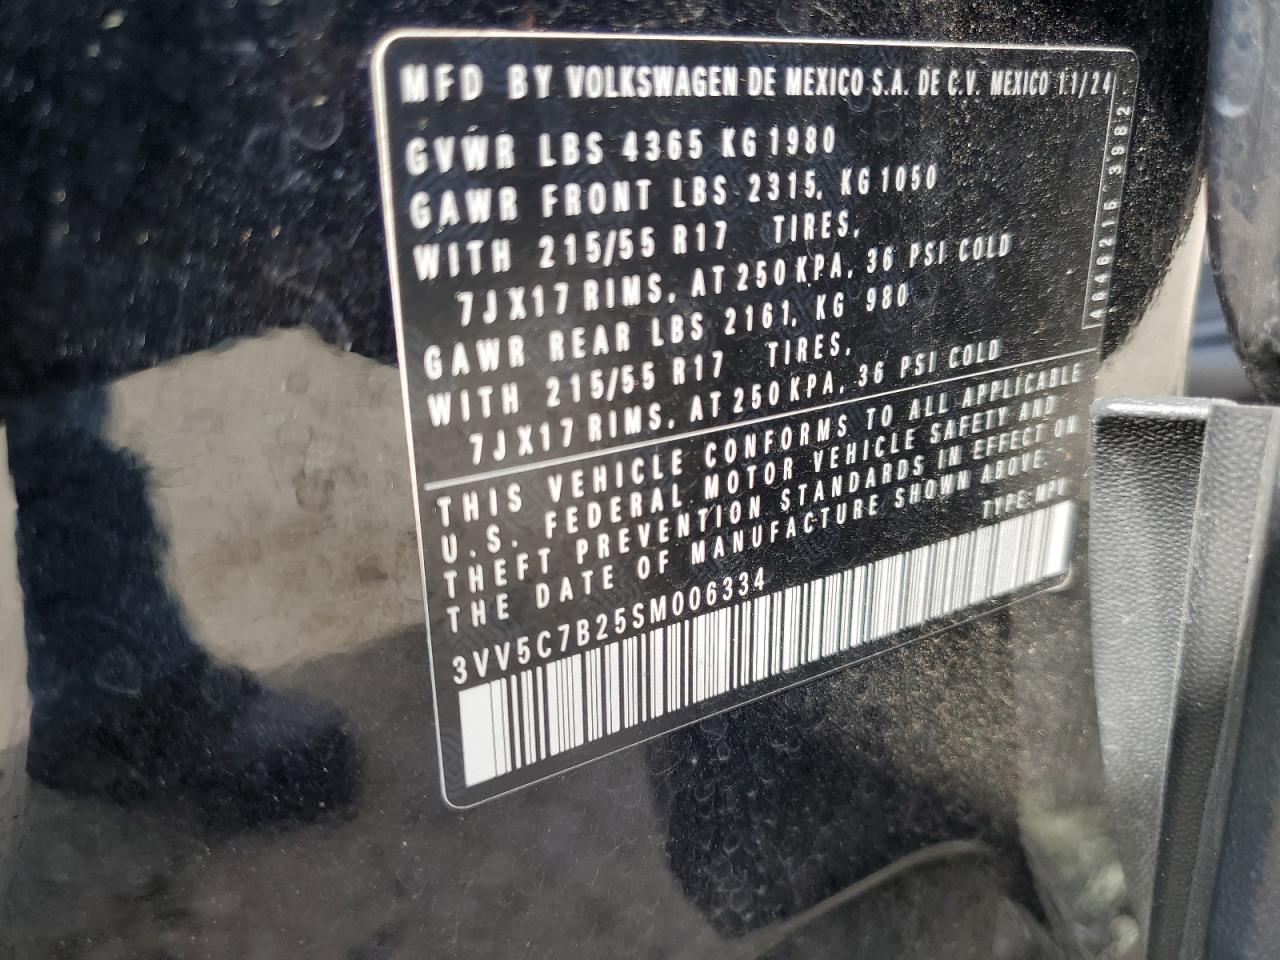 MFD BY VOLKSWAGEN DE MEXICO S.A. DE C.V. MEXICO 11/24
GVWR LBS 4365 KG 1980
GAWR FRONT LBS 2315, KG 1050
WITH 215/55 R17 TIRES,
7JX17 RIMS, AT 250 KPA, 36 PSI COLD
GAWR REAR LBS 2161, KG 980
WITH 215/55 R17 TIRES,
7JX17 RIMS, AT 250 KPA, 36 PSI COLD
THIS VEHICLE CONFORMS TO ALL APPLICABLE
U.S. FEDERAL MOTOR VEHICLE SAFETY AND
THEFT PREVENTION STANDARDS IN EFFECT ON
THE DATE OF MANUFACTURE SHOWN ABOVE
TYPE:MPV
3VV5C7B25SM006334